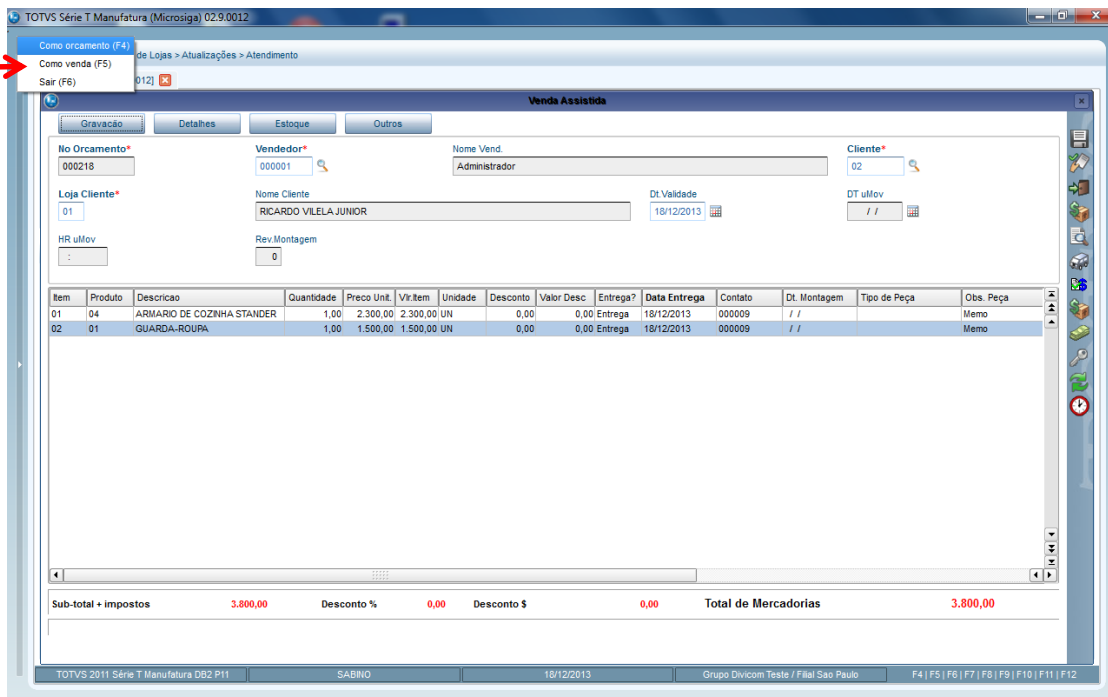 TOTVS Série T Manufatura (Microsiga) 02.9.0012
Como orcamento (F4)
Como venda (F5)
Sair (F6)
de Lojas > Atualizações > Atendimento
012]
Venda Assistida
Gravacão Detalhes Estoque Outros
No Orcamento* Vendedor* Nome Vend. Cliente*
000218 000001 Administrador 02
Loja Cliente* Nome Cliente Dt.Validade DT uMov
01 RICARDO VILELA JUNIOR 18/12/2013 / /
HR uMov Rev.Montagem
: 0
Item Produto Descricao Quantidade Preco Unit. Vlr.Item Unidade Desconto Valor Desc Entrega? Data Entrega Contato Dt. Montagem Tipo de Peça Obs. Peça
01 04 ARMARIO DE COZINHA STANDER 1,00 2.300,00 2.300,00 UN 0,00 0,00 Entrega 18/12/2013 000009 / / Memo
02 01 GUARDA-ROUPA 1,00 1.500,00 1.500,00 UN 0,00 0,00 Entrega 18/12/2013 000009 / / Memo
Sub-total + impostos 3.800,00 Desconto % 0,00 Desconto $ 0,00 Total de Mercadorias 3.800,00
TOTVS 2011 Série T Manufatura DB2 P11 SABINO 18/12/2013 Grupo Divicom Teste / Filial Sao Paulo F4 | F5 | F6 | F7 | F8 | F9 | F10 | F11 | F12